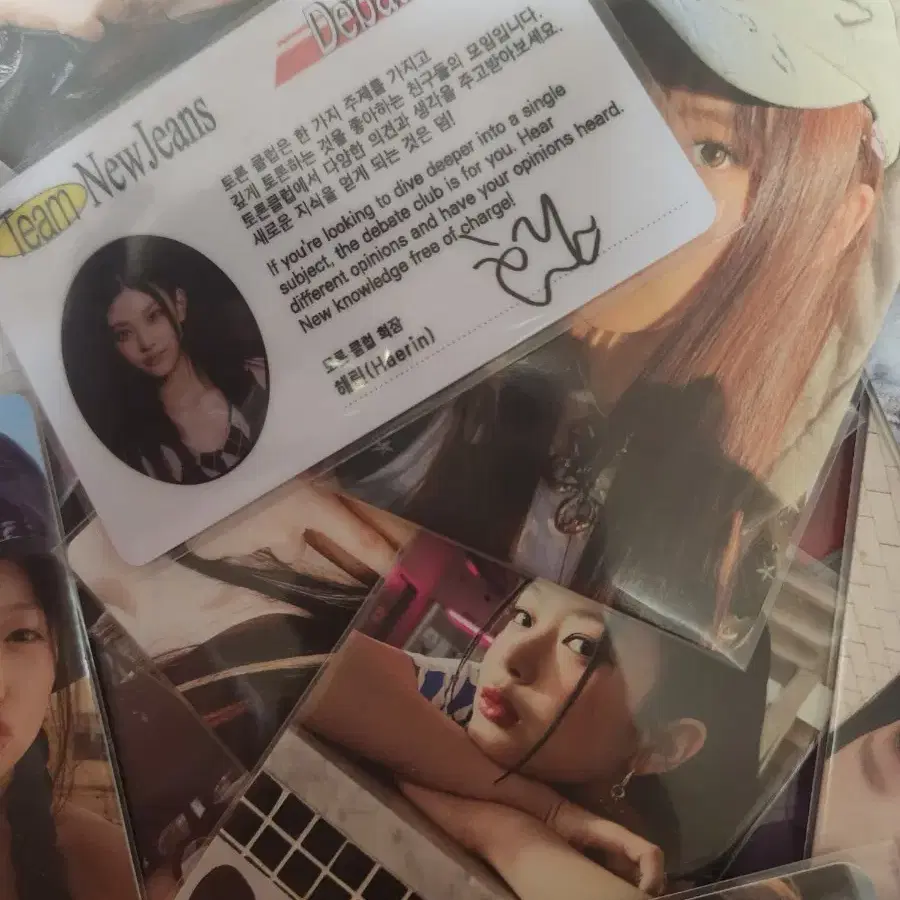 Debat
Team NewJeans
토론 클럽은 한 가지 주제를 가지고
깊게 토론하는 것을 좋아하는 친구들의 모임입니다.
토론클럽에서 다양한 의견과 생각을 주고받아보세요.
새로운 지식을 얻게 되는 것은 덤!
If you're looking to dive deeper into a single
subject, the debate club is for you. Hear
different opinions and have your opinions heard.
New knowledge free of charge!
토론 클럽 회장
해린(Haerin)